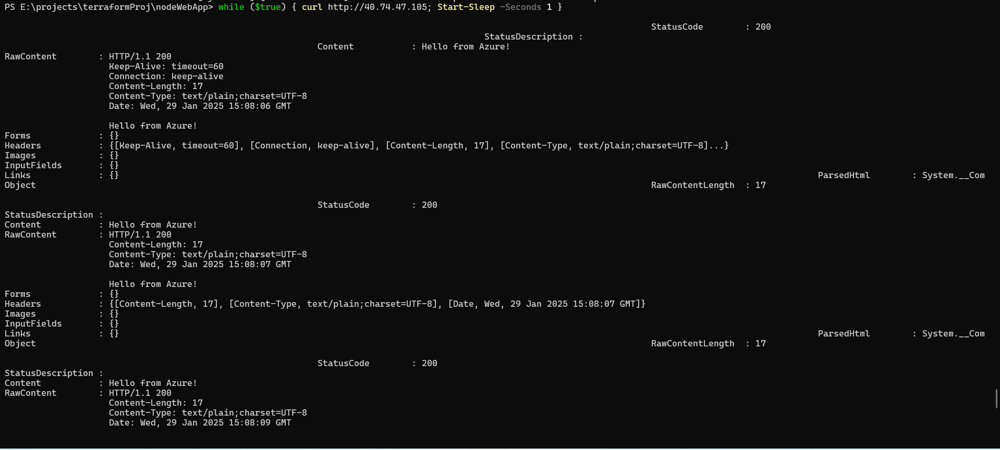 PS E:\projects\terraformProj\nodeWebApp> while ($true) { curl http://40.74.47.105; Start-Sleep -Seconds 1 }
StatusCode : 200
StatusDescription :
Content : Hello from Azure!
RawContent : HTTP/1.1 200
Keep-Alive: timeout=60
Connection: keep-alive
Content-Length: 17
Content-Type: text/plain;charset=UTF-8
Date: Wed, 29 Jan 2025 15:08:06 GMT
Hello from Azure!
Forms : {}
Headers : {[Keep-Alive, timeout=60], [Connection, keep-alive], [Content-Length, 17], [Content-Type, text/plain;charset=UTF-8]...}
Images : {}
InputFields : {}
Links : {} ParsedHtml : System.__Com
Object RawContentLength : 17
StatusCode : 200
StatusDescription :
Content : Hello from Azure!
RawContent : HTTP/1.1 200
Content-Length: 17
Content-Type: text/plain;charset=UTF-8
Date: Wed, 29 Jan 2025 15:08:07 GMT
Hello from Azure!
Forms : {}
Headers : {[Content-Length, 17], [Content-Type, text/plain;charset=UTF-8], [Date, Wed, 29 Jan 2025 15:08:07 GMT]}
Images : {}
InputFields : {}
Links : {} ParsedHtml : System.__Com
Object RawContentLength : 17
StatusCode : 200
StatusDescription :
Content : Hello from Azure!
RawContent : HTTP/1.1 200
Content-Length: 17
Content-Type: text/plain;charset=UTF-8
Date: Wed, 29 Jan 2025 15:08:09 GMT